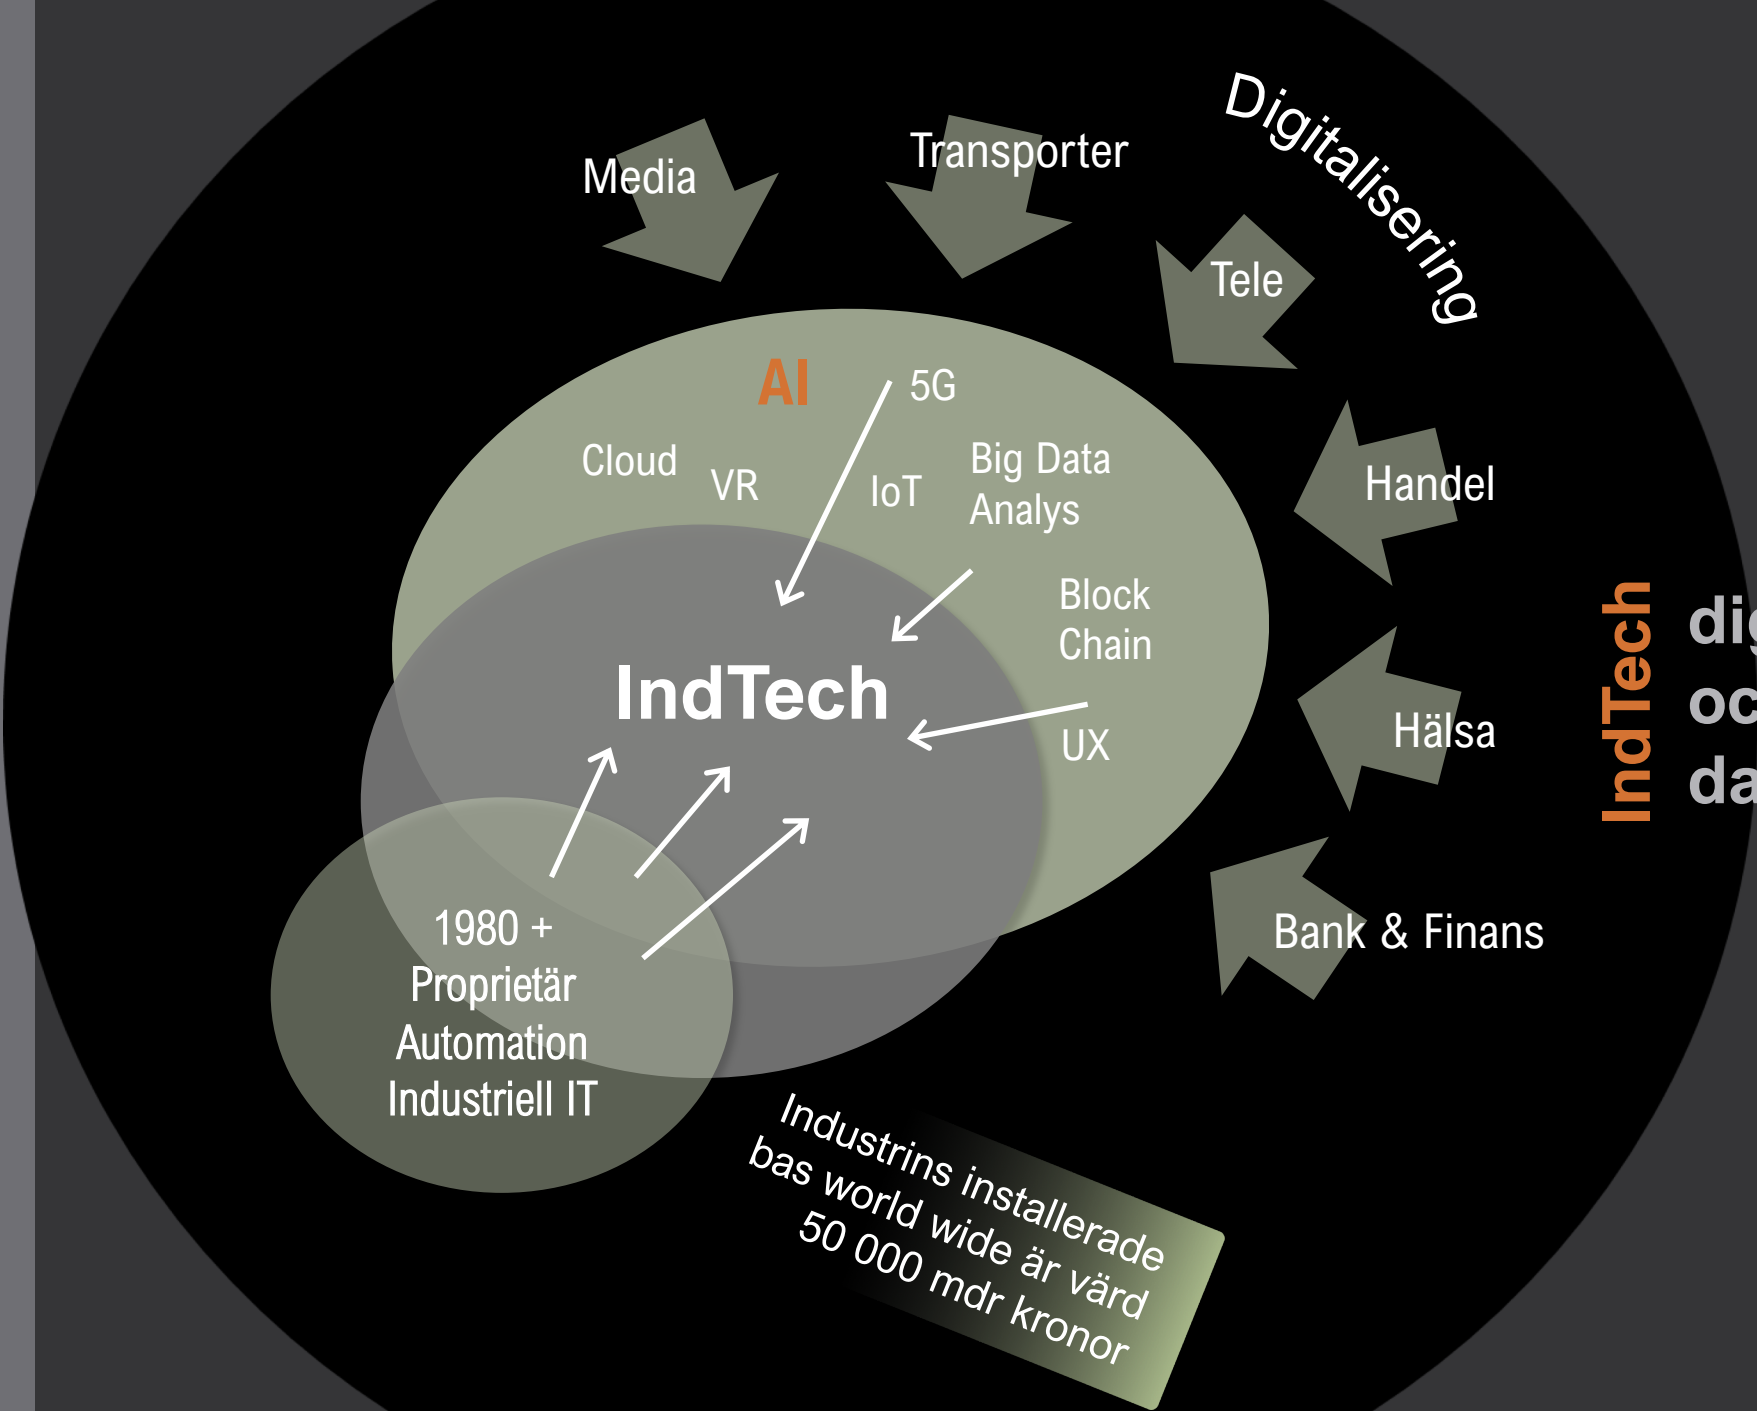 Digitalisering
Media
Transporter
Tele
Handel
Hälsa
Bank & Finans
AI
5G
Cloud
VR
IoT
Big Data
Analys
Block
Chain
UX
IndTech
1980 +
Proprietär
Automation
Industriell IT
Industrins installerade
bas world wide är värd
50 000 mdr kronor
IndTech